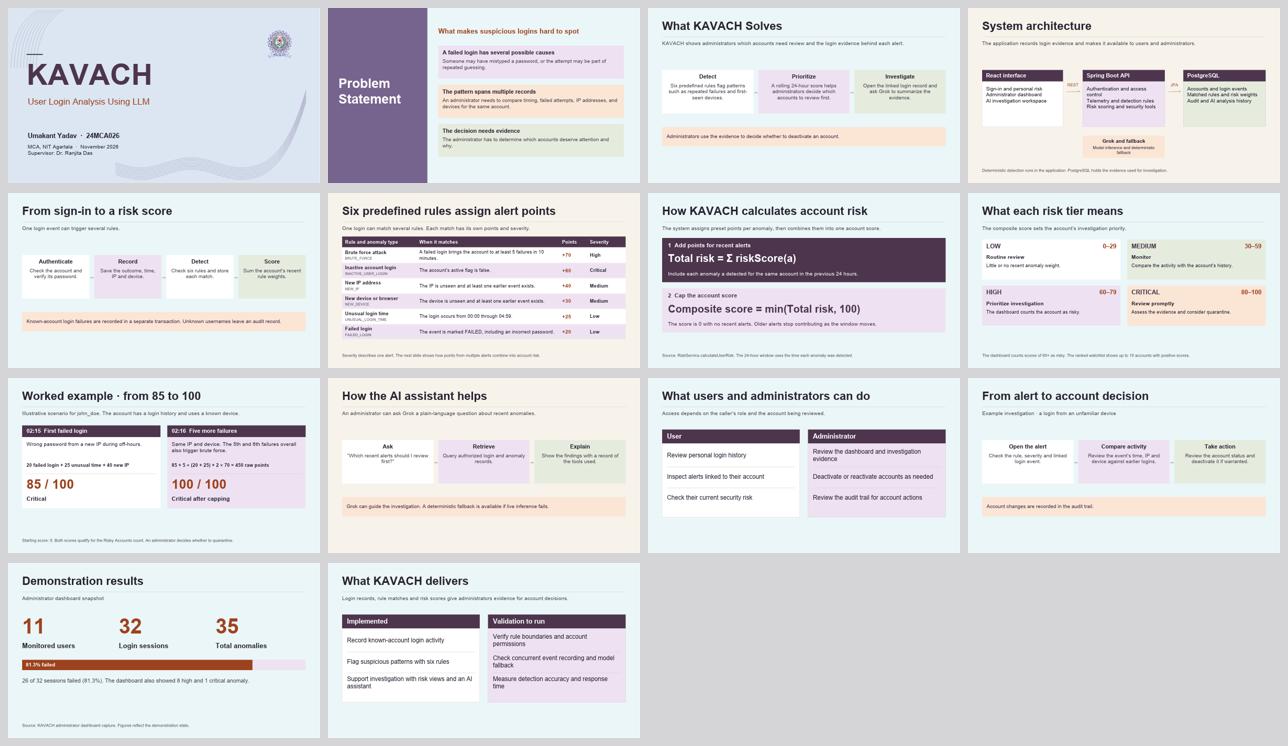 KAVACH
User Login Analysis Using LLM
Umakant Yadav · 24MCA026
MCA, NIT Agartala · November 2026
Supervisor: Dr. Ranjita Das
Problem
Statement
What makes suspicious logins hard to spot
A failed login has several possible causes
Someone may have mistyped a password, or the attempt may be part of
repeated guessing.
The pattern spans multiple records
An administrator needs to compare timing, failed attempts, IP addresses, and
devices for the same account.
The decision needs evidence
The administrator has to determine which accounts deserve attention and
why.
What KAVACH Solves
KAVACH shows administrators which accounts need review and the login evidence behind each alert.
Detect
Six predefined rules flag patterns
such as repeated failures and first-
seen devices.
Prioritize
A rolling 24-hour score helps
administrators decide which
accounts to review first.
Investigate
Open the linked login record and
ask Grok to summarize the
evidence.
Administrators use the evidence to decide whether to deactivate an account.
System architecture
The application records login evidence and makes it available to users and administrators.
React interface
Sign-in and personal risk
Administrator dashboard
AI investigation workspace
REST
Spring Boot API
Authentication and access
control
Telemetry and detection rules
Risk scoring and security tools
JPA
PostgreSQL
Accounts and login events
Matched rules and risk weights
Audit and AI analysis history
Grok and fallback
Model inference and deterministic
fallback
Deterministic detection runs in the application. PostgreSQL holds the evidence used for investigation.
From sign-in to a risk score
One login event can trigger several rules.
Authenticate
Check the account and
verify its password.
Record
Save the outcome, time,
IP and device.
Detect
Check six rules and store
each match.
Score
Sum the account's recent
rule weights.
Known-account login failures are recorded in a separate transaction. Unknown usernames leave an audit record.
Six predefined rules assign alert points
One login can match several rules. Each match has its own points and severity.
Rule and anomaly type When it matches Points Severity
Brute force attack
BRUTE_FORCE
A failed login brings the account to at least 5 failures in 10
minutes.
+70 High
Inactive account login
INACTIVE_USER_LOGIN
The account's active flag is false. +60 Critical
New IP address
NEW_IP
The IP is unseen and at least one earlier event exists. +40 Medium
New device or browser
NEW_DEVICE
The device is unseen and at least one earlier event exists. +30 Medium
Unusual login time
UNUSUAL_LOGIN_TIME
The login occurs from 00:00 through 04:59. +25 Low
Failed login
FAILED_LOGIN
The event is marked FAILED, including an incorrect password. +20 Low
Severity describes one alert. The next slide shows how points from multiple alerts combine into account risk.
How KAVACH calculates account risk
The system assigns preset points per anomaly, then combines them into one account score.
1 Add points for recent alerts
Total risk = Σ riskScore(a)
Include each anomaly a detected for the same account in the previous 24 hours.
2 Cap the account score
Composite score = min(Total risk, 100)
The score is 0 with no recent alerts. Older alerts stop contributing as the window moves.
Source: RiskService.calculateUserRisk. The 24-hour window uses the time each anomaly was detected.
What each risk tier means
The composite score sets the account's investigation priority.
LOW 0–29
Routine review
Little or no recent anomaly weight.
MEDIUM 30–59
Monitor
Compare the activity with the account's history.
HIGH 60–79
Prioritize investigation
The dashboard counts the account as risky.
CRITICAL 80–100
Review promptly
Assess the evidence and consider quarantine.
The dashboard counts scores of 60+ as risky. The ranked watchlist shows up to 10 accounts with positive scores.
Worked example · from 85 to 100
Illustrative scenario for john_doe. The account has a login history and uses a known device.
02:15 First failed login
Wrong password from a new IP during off-hours.
20 failed login + 25 unusual time + 40 new IP
85 / 100
Critical
02:16 Five more failures
Same IP and device. The 5th and 6th failures overall
also trigger brute force.
85 + 5 × (20 + 25) + 2 × 70 = 450 raw points
100 / 100
Critical after capping
Starting score: 0. Both scores qualify for the Risky Accounts count. An administrator decides whether to quarantine.
How the AI assistant helps
An administrator can ask Grok a plain-language question about recent anomalies.
Ask
"Which recent alerts should I review
first?"
Retrieve
Query authorized login and anomaly
records.
Explain
Show the findings with a record of
the tools used.
Grok can guide the investigation. A deterministic fallback is available if live inference fails.
What users and administrators can do
Access depends on the caller's role and the account being reviewed.
User
Review personal login history
Inspect alerts linked to their account
Check their current security risk
Administrator
Review the dashboard and investigation
evidence
Deactivate or reactivate accounts as needed
Review the audit trail for account actions
From alert to account decision
Example investigation · a login from an unfamiliar device
Open the alert
Check the rule, severity and linked
login event.
Compare activity
Review the event's time, IP and
device against earlier logins.
Take action
Review the account status and
deactivate it if warranted.
Account changes are recorded in the audit trail.
Demonstration results
Administrator dashboard snapshot
11
Monitored users
32
Login sessions
35
Total anomalies
81.3% failed
26 of 32 sessions failed (81.3%). The dashboard also showed 8 high and 1 critical anomaly.
Source: KAVACH administrator dashboard capture. Figures reflect the demonstration state.
What KAVACH delivers
Login records, rule matches and risk scores give administrators evidence for account decisions.
Implemented
Record known-account login activity
Flag suspicious patterns with six rules
Support investigation with risk views and an AI
assistant
Validation to run
Verify rule boundaries and account
permissions
Check concurrent event recording and model
fallback
Measure detection accuracy and response
time